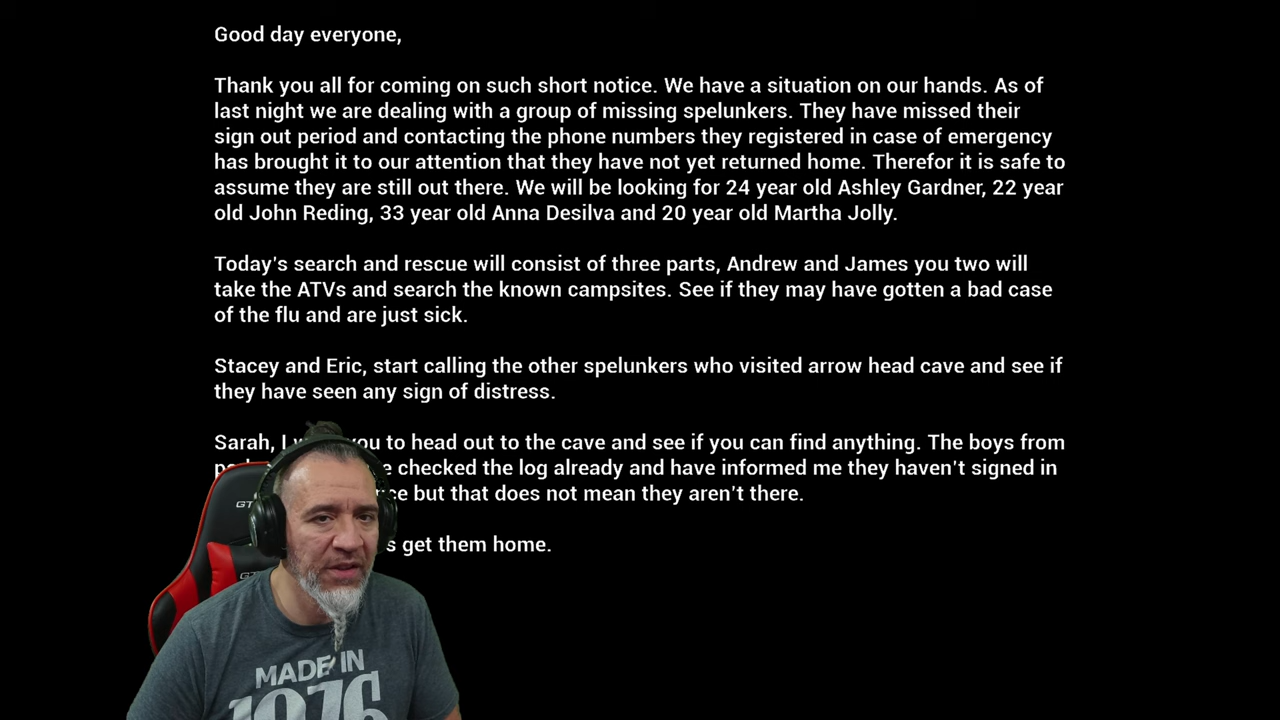 Good day everyone,
Thank you all for coming on such short notice. We have a situation on our hands. As of
last night we are dealing with a group of missing spelunkers. They have missed their
sign out period and contacting the phone numbers they registered in case of emergency
has brought it to our attention that they have not yet returned home. Therefor it is safe to
assume they are still out there. We will be looking for 24 year old Ashley Gardner, 22 year
old John Reding, 33 year old Anna Desilva and 20 year old Martha Jolly.
Today's search and rescue will consist of three parts, Andrew and James you two will
take the ATVs and search the known campsites. See if they may have gotten a bad case
of the flu and are just sick.
Stacey and Eric, start calling the other spelunkers who visited arrow head cave and see if
they have seen any sign of distress.
Sarah, I you to head out to the cave and see if you can find anything. The boys from
checked the log already and have informed me they haven't signed in
but that does not mean they aren't there.
get them home.
GT
MADE IN
1976